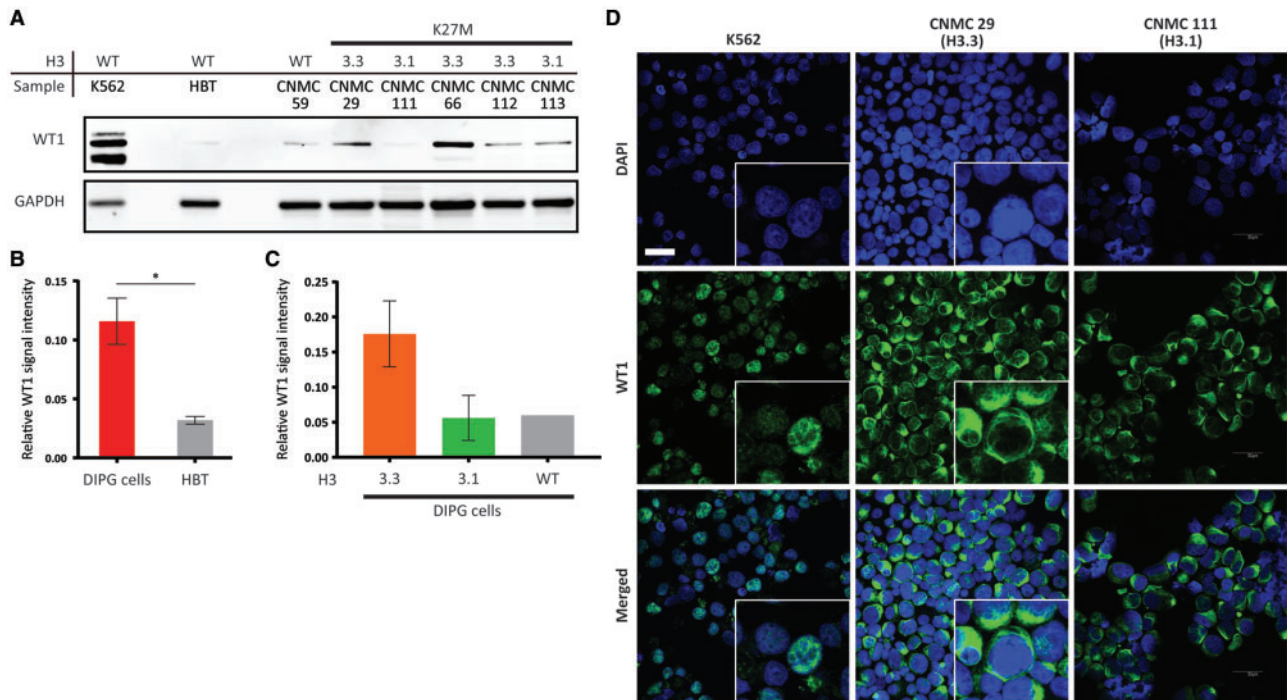 A
K27M
H3 WT WT WT 3.3 3.1 3.3 3.3 3.1
Sample K562 HBT CNMC 59 CNMC 29 CNMC 111 CNMC 66 CNMC 112 CNMC 113
WT1
GAPDH
B
Relative WT1 signal intensity
0.15
0.10
0.05
0.00
*
DIPG cells HBT
C
Relative WT1 signal intensity
0.25
0.20
0.15
0.10
0.05
0.00
H3 3.3 3.1 WT
DIPG cells
D
K562
CNMC 29
(H3.3)
CNMC 111
(H3.1)
DAPI
WT1
Merged